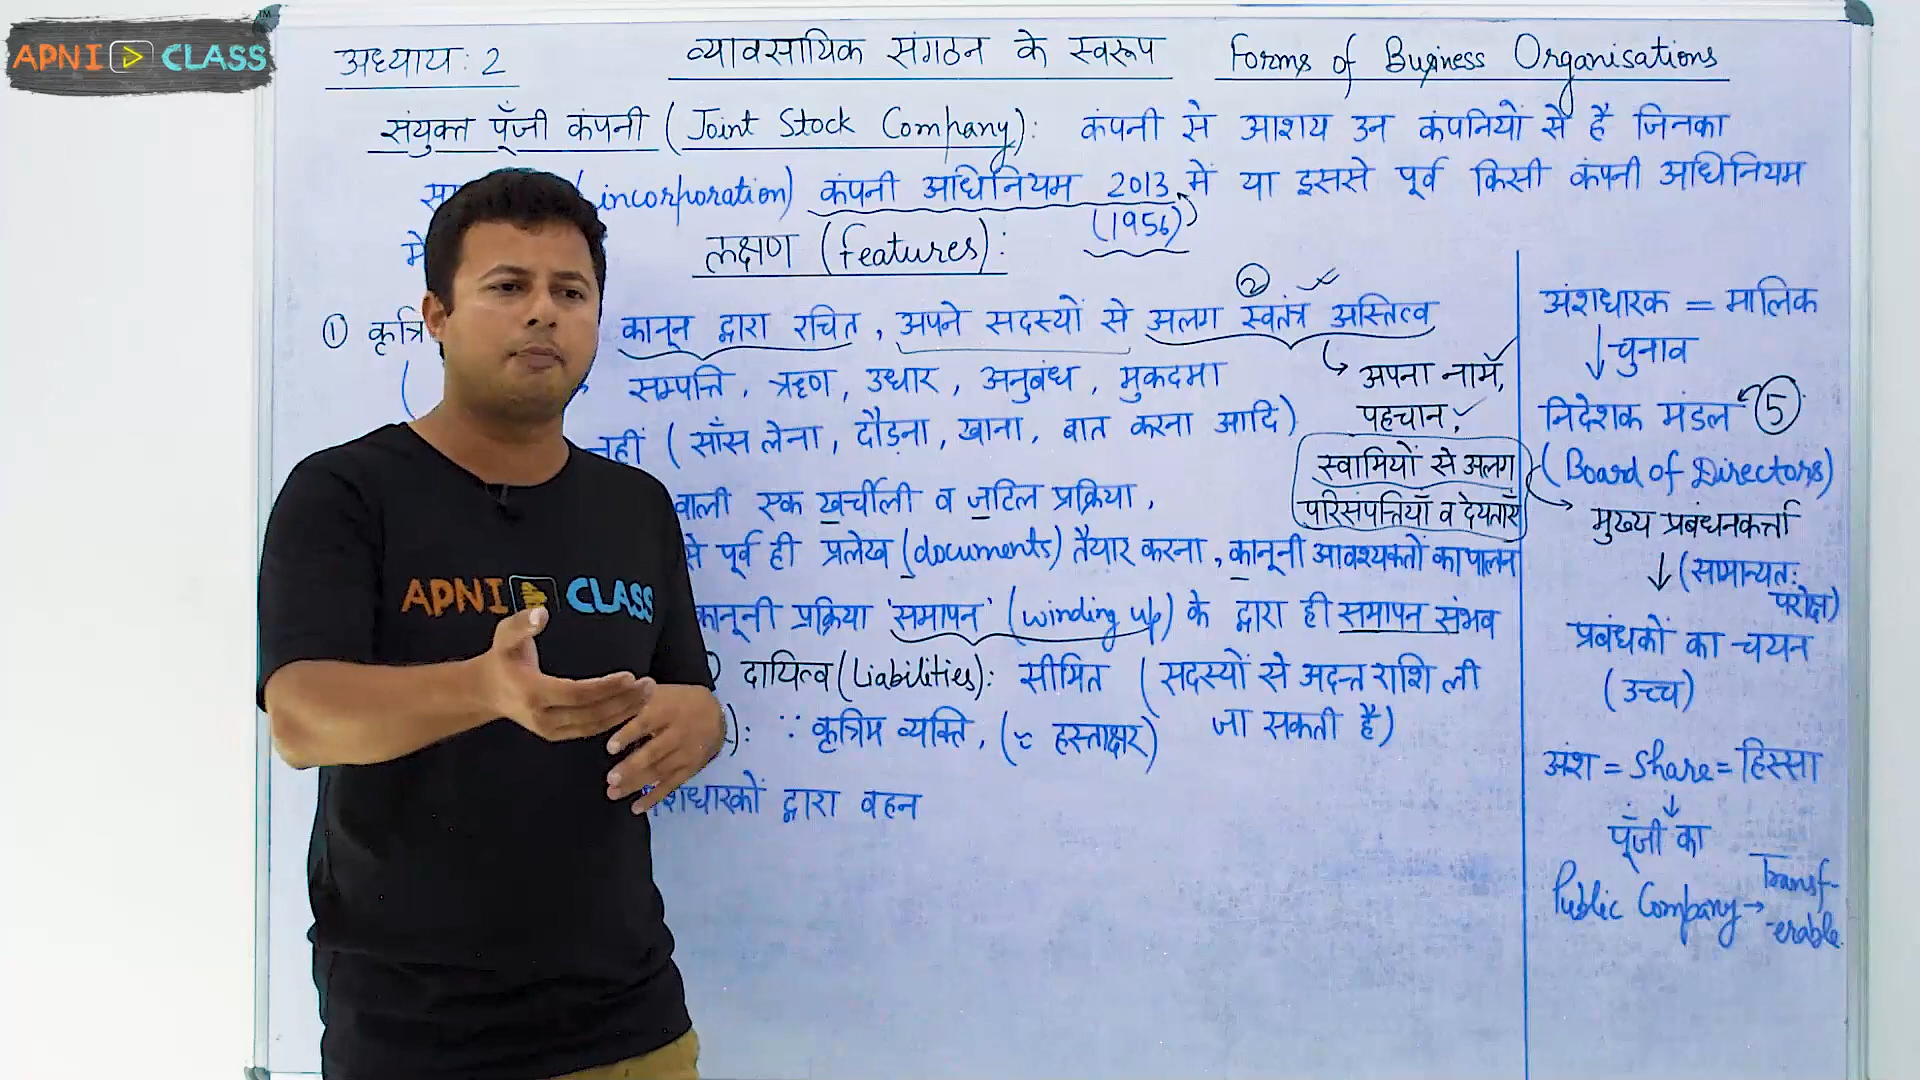 APNI CLASS
अध्याय : 2 व्यावसायिक संगठन के स्वरूप Forms of Business Organisations
संयुक्त पूँजी कंपनी (Joint Stock Company): कंपनी से आशय उन कंपनियों से है जिनका
(incorporation) कंपनी अधिनियम 2013 में या इससे पूर्व किसी कंपनी अधिनियम
(1956)
में
लक्षण (features):
①
②
कानून द्वारा रचित, अपने सदस्यों से अलग स्वतंत्र अस्तित्व
सम्पत्ति, ऋण, उधार, अनुबंध, मुकदमा
→ अपना नाम,
पहचान,
नहीं (साँस लेना, दौड़ना, खाना, बात करना आदि)
स्वामियों से अलग
परिसंपत्तियाँ व देयताएँ
वाली एक खर्चीली व जटिल प्रक्रिया,
से पूर्व ही प्रलेख (documents) तैयार करना, कानूनी आवश्यकतों का पालन
कानूनी प्रक्रिया 'समापन' (winding up) के द्वारा ही समापन संभव
दायित्व (Liabilities): सीमित (सदस्यों से अदत्त राशि ली
जा सकती है)
): ∵ कृत्रिम व्यक्ति, (~ हस्ताक्षर)
अंशधारकों द्वारा वहन
अंशधारक = मालिक
↓ चुनाव
निदेशक मंडल ⑤
(Board of Directors)
→ मुख्य प्रबंधनकर्त्ता
↓ (सामान्यतः
परोक्ष)
प्रबंधकों का चयन
(उच्च)
अंश = Share = हिस्सा
↓
पूँजी का
Public Company → Transf-
-erable
APNI CLASS